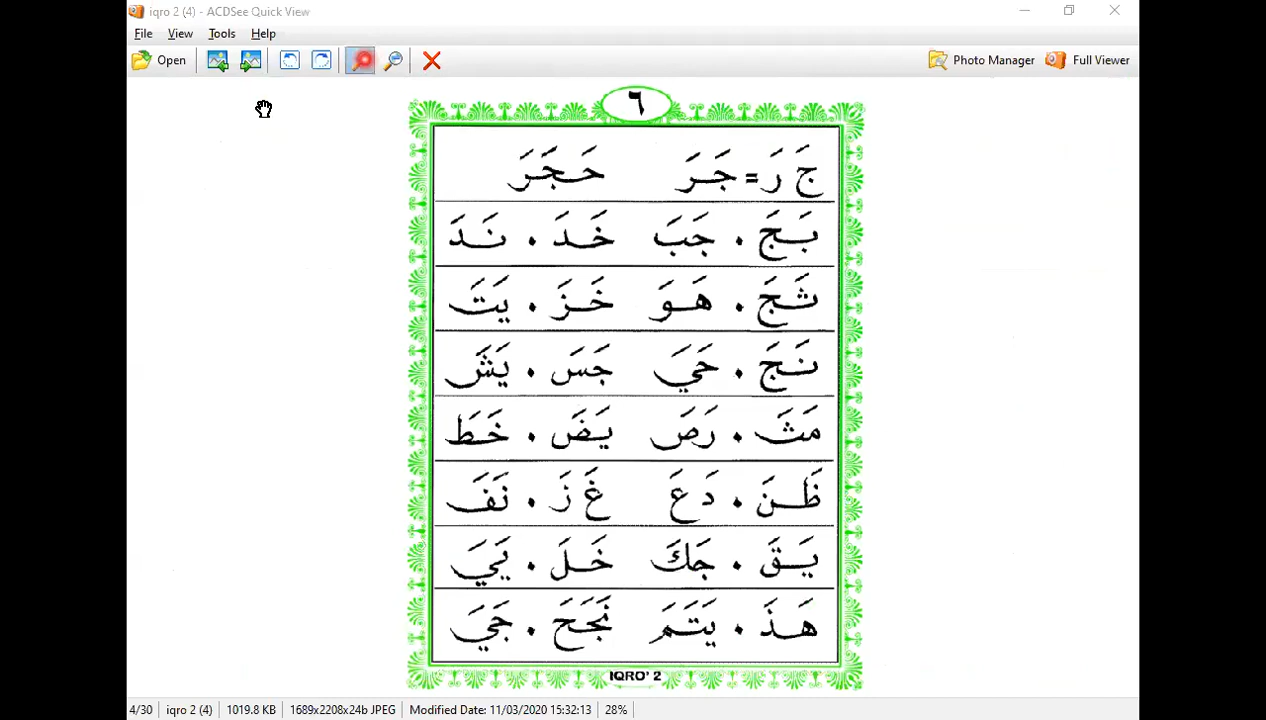 iqro 2 (4) - ACDSee Quick View
File View Tools Help
Open Photo Manager Full Viewer
٦
جَ رَ = جَرَ حَجَرَ
بَجَ . جَبَ خَدَ . نَدَ
ثَجَ . هَوَ خَزَ . يَتَ
نَجَ . حَيَ جَسَ . يَشَ
مَثَ . رَصَ يَضَ . خَطَ
ظَنَ . دَعَ غَ زَ . نَفَ
يَقَ . جَكَ خَلَ . يَيَ
هَذَ . يَتَمَ نَجَحَ . جَيَ
IQRO' 2
4/30 iqro 2 (4) 1019.8 KB 1689x2208x24b JPEG Modified Date: 11/03/2020 15:32:13 28%